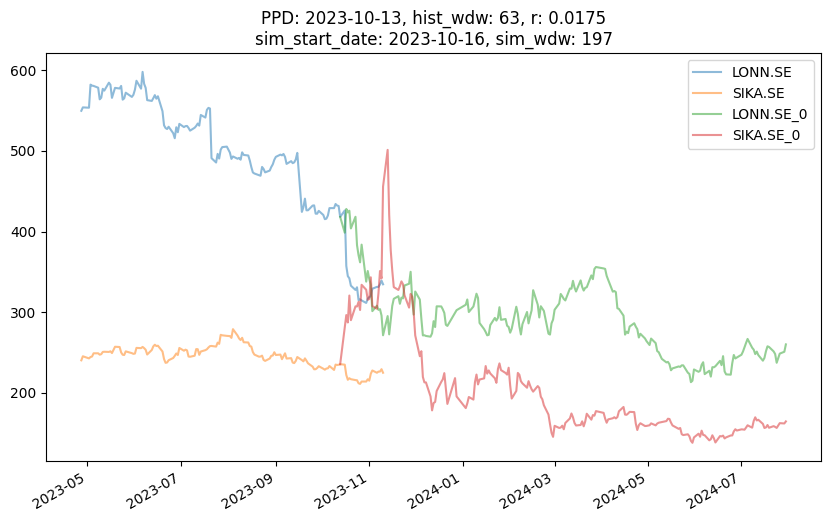 PPD: 2023-10-13, hist_wdw: 63, r: 0.0175
sim_start_date: 2023-10-16, sim_wdw: 197
LONN.SE
SIKA.SE
LONN.SE_0
SIKA.SE_0
600
500
400
300
200
2023-05
2023-07
2023-09
2023-11
2024-01
2024-03
2024-05
2024-07